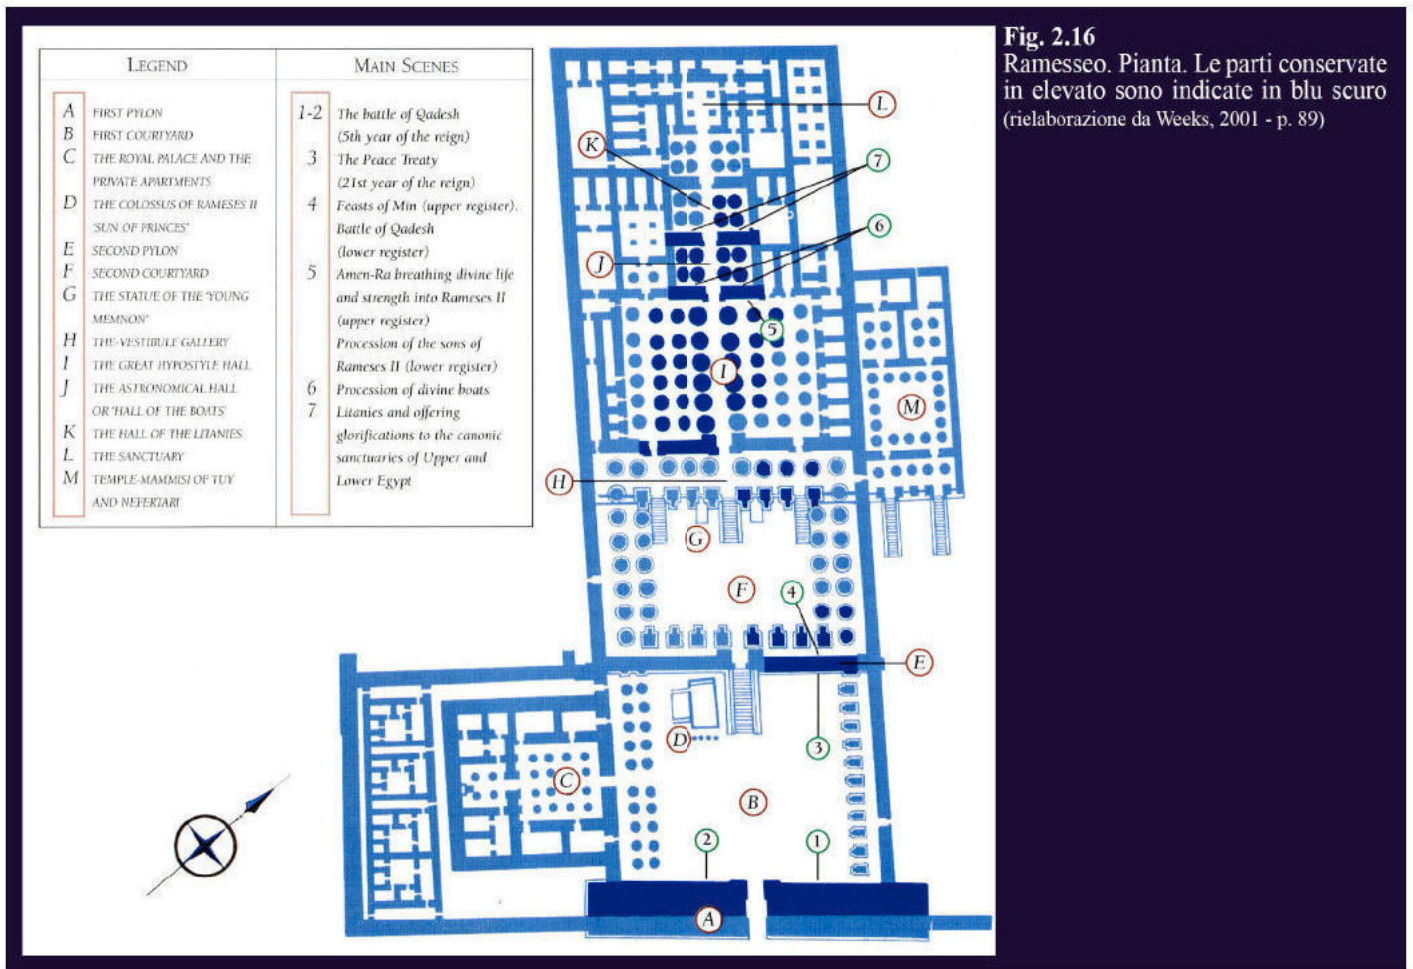 LEGEND
A FIRST PYLON
B FIRST COURTYARD
C THE ROYAL PALACE AND THE
PRIVATE APARTMENTS
D THE COLOSSUS OF RAMESES II
'SUN OF PRINCES'
E SECOND PYLON
F SECOND COURTYARD
G THE STATUE OF THE 'YOUNG
MEMNON'
H THE-VESTIBULE GALLERY
I THE GREAT HYPOSTYLE HALL
J THE ASTRONOMICAL HALL
OR 'HALL OF THE BOATS'
K THE HALL OF THE LITANIES
L THE SANCTUARY
M TEMPLE-MAMMISI OF TUY
AND NEFERTARI
MAIN SCENES
1-2 The battle of Qadesh
(5th year of the reign)
3 The Peace Treaty
(21st year of the reign)
4 Feasts of Min (upper register).
Battle of Qadesh
(lower register)
5 Amen-Ra breathing divine life
and strength into Rameses II
(upper register)
Procession of the sons of
Rameses II (lower register)
6 Procession of divine boats
7 Litanies and offering
glorifications to the canonic
sanctuaries of Upper and
Lower Egypt
L
K
7
6
J
5
I
M
H
G
F
4
E
D
3
C
B
2
1
A
Fig. 2.16
Ramesseo. Pianta. Le parti conservate
in elevato sono indicate in blu scuro
(rielaborazione da Weeks, 2001 - p. 89)